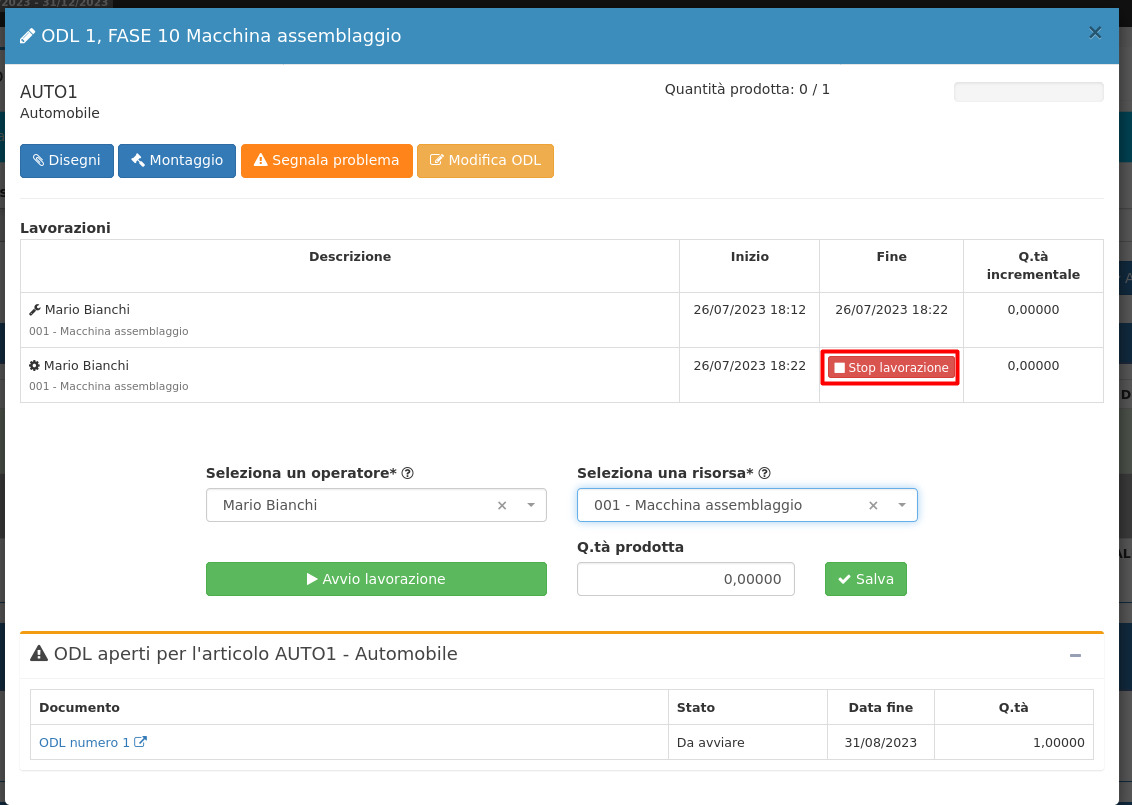 2023 - 31/12/2023
ODL 1, FASE 10 Macchina assemblaggio
×
AUTO1
Quantità prodotta: 0 / 1
Automobile
Disegni
Montaggio
Segnala problema
Modifica ODL
Lavorazioni
Descrizione
Inizio
Fine
Q.tà
incrementale
Mario Bianchi
26/07/2023 18:12
26/07/2023 18:22
0,00000
001 - Macchina assemblaggio
Mario Bianchi
26/07/2023 18:22
Stop lavorazione
0,00000
001 - Macchina assemblaggio
Seleziona un operatore*
Seleziona una risorsa*
Mario Bianchi ×
001 - Macchina assemblaggio ×
Q.tà prodotta
Avvio lavorazione
0,00000
Salva
ODL aperti per l'articolo AUTO1 - Automobile
Documento
Stato
Data fine
Q.tà
ODL numero 1
Da avviare
31/08/2023
1,00000